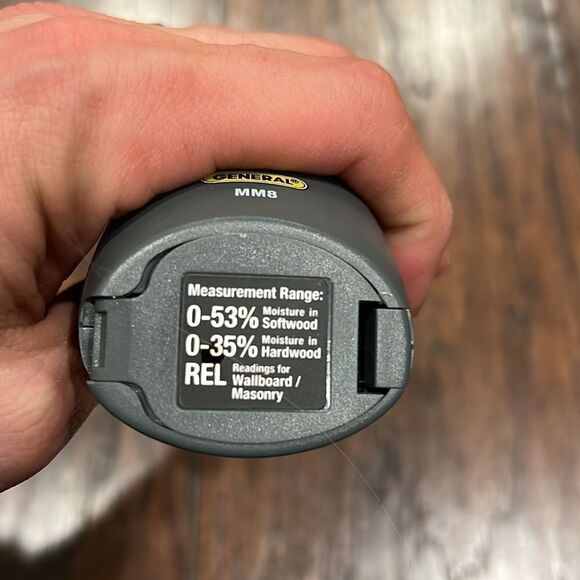 GENERAL®
MM8
Measurement Range:
0-53% Moisture in Softwood
0-35% Moisture in Hardwood
REL Readings for Wallboard / Masonry